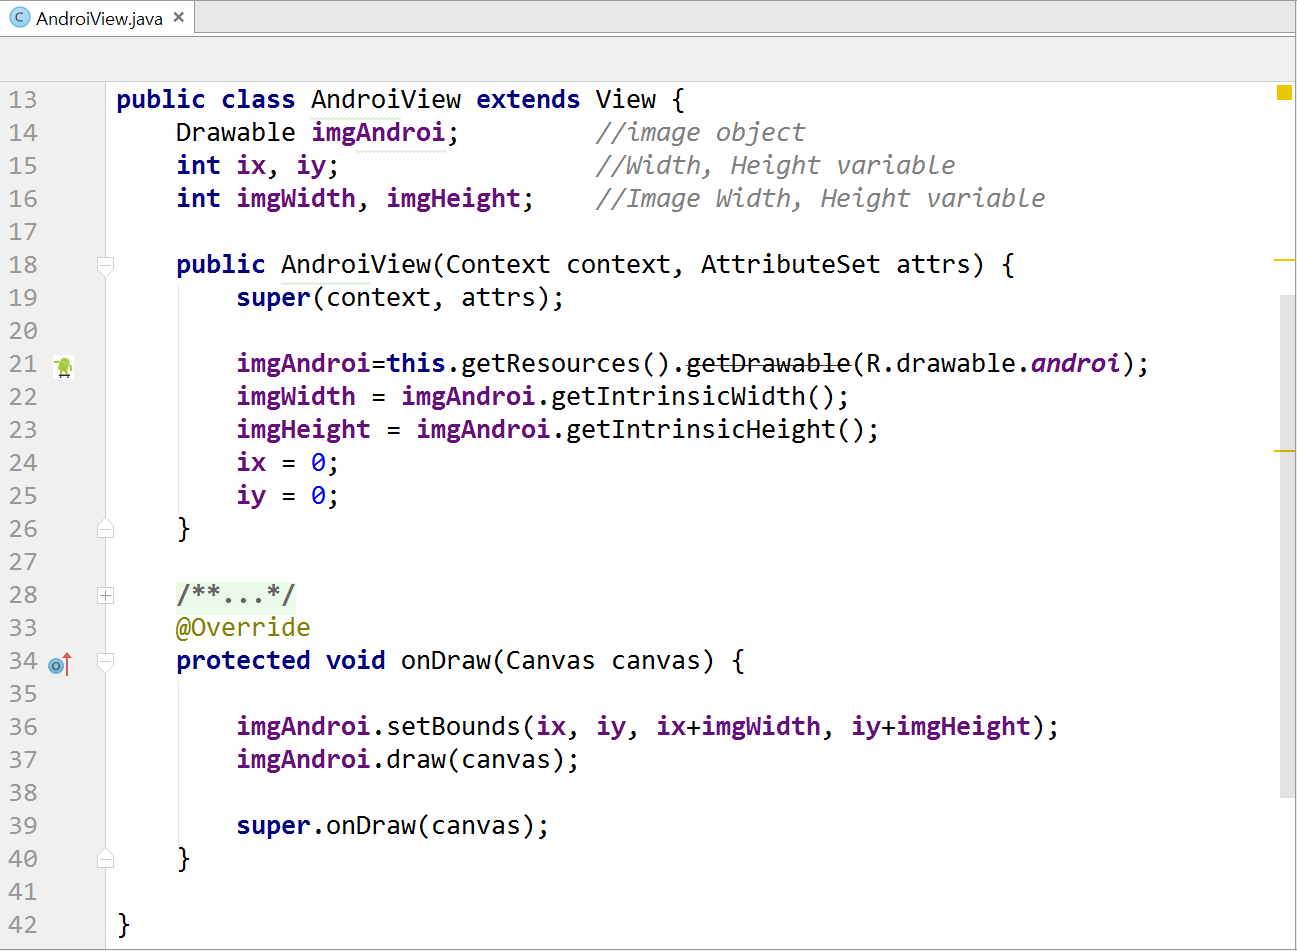 AndroiView.java
13 public class AndroiView extends View {
14     Drawable imgAndroi;         //image object
15     int ix, iy;                 //Width, Height variable
16     int imgWidth, imgHeight;    //Image Width, Height variable
17
18     public AndroiView(Context context, AttributeSet attrs) {
19         super(context, attrs);
20
21         imgAndroi=this.getResources().getDrawable(R.drawable.androi);
22         imgWidth = imgAndroi.getIntrinsicWidth();
23         imgHeight = imgAndroi.getIntrinsicHeight();
24         ix = 0;
25         iy = 0;
26     }
27
28     /**...*/
33     @Override
34     protected void onDraw(Canvas canvas) {
35
36         imgAndroi.setBounds(ix, iy, ix+imgWidth, iy+imgHeight);
37         imgAndroi.draw(canvas);
38
39         super.onDraw(canvas);
40     }
41
42 }